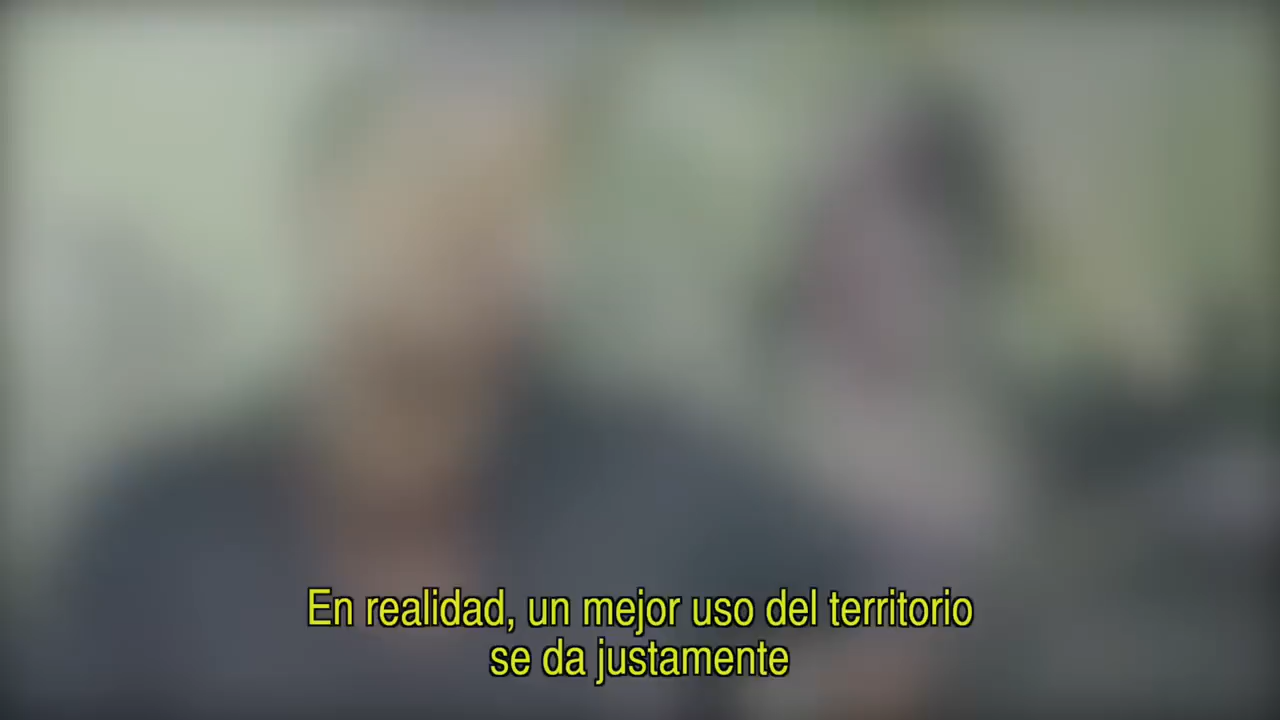 En realidad, un mejor uso del territorio
se da justamente